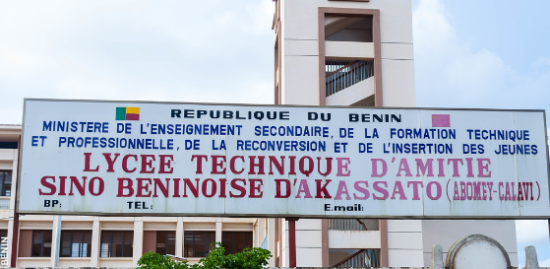 REPUBLIQUE DU BENIN
MINISTERE DE L'ENSEIGNEMENT SECONDAIRE, DE LA FORMATION TECHNIQUE
ET PROFESSIONNELLE, DE LA RECONVERSION ET DE L'INSERTION DES JEUNES
LYCEE TECHNIQUE D'AMITIE
SINO BENINOISE D'AKASSATO (ABOMEY-CALAVI)
BP: TEL: E.mail:
BENIN